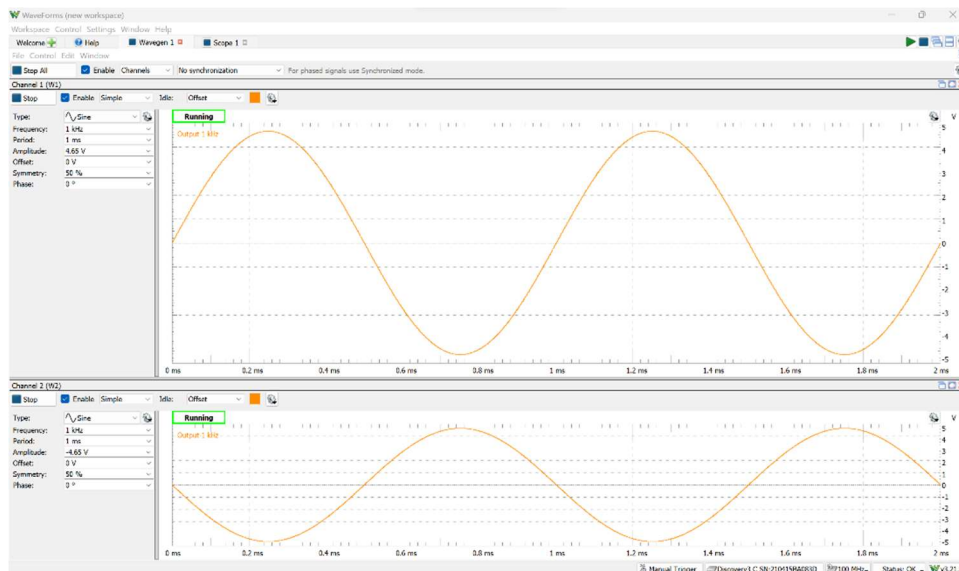 WaveForms (new workspace)
Workspace Control Settings Window Help
Welcome Help Wavegen 1 Scope 1
File Control Edit Window
Stop All Enable Channels No synchronization For phased signals use Synchronized mode.
Channel 1 (W1)
Stop Enable Simple Idle: Offset
Type: Sine
Frequency: 1 kHz
Period: 1 ms
Amplitude: 4.65 V
Offset: 0 V
Symmetry: 50 %
Phase: 0 °
Running
Output 1 kHz
V
5
4
3
2
1
0
-1
-2
-3
-4
-5
0 ms 0.2 ms 0.4 ms 0.6 ms 0.8 ms 1 ms 1.2 ms 1.4 ms 1.6 ms 1.8 ms 2 ms
Channel 2 (W2)
Stop Enable Simple Idle: Offset
Type: Sine
Frequency: 1 kHz
Period: 1 ms
Amplitude: -4.65 V
Offset: 0 V
Symmetry: 50 %
Phase: 0 °
Running
Output 1 kHz
V
5
4
3
2
1
0
-1
-2
-3
-4
-5
0 ms 0.2 ms 0.4 ms 0.6 ms 0.8 ms 1 ms 1.2 ms 1.4 ms 1.6 ms 1.8 ms 2 ms
Manual Trigger Discovery3 C 100 MHz Status: OK v3.21